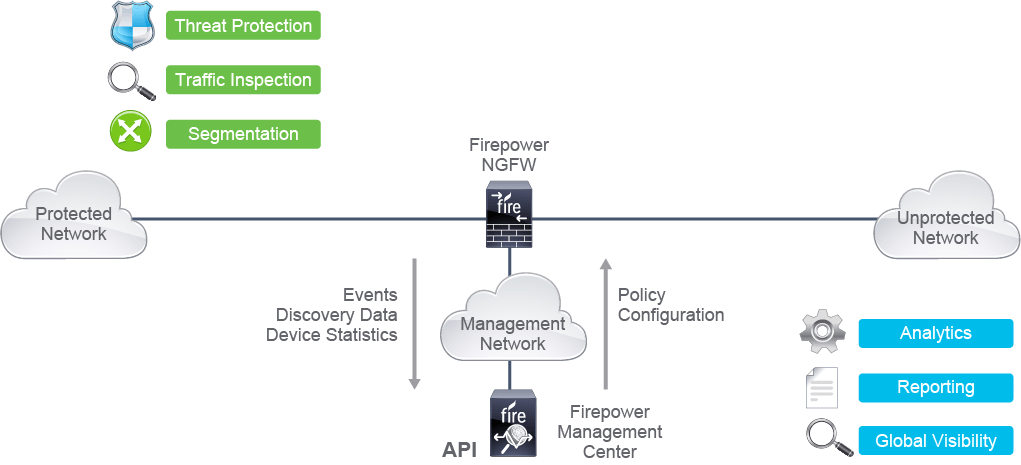 Threat Protection
Traffic Inspection
Segmentation
Firepower
NGFW
fire
Protected
Network
Unprotected
Network
Events
Discovery Data
Device Statistics
Management
Network
Policy
Configuration
Analytics
Reporting
Global Visibility
fire
API
Firepower
Management
Center